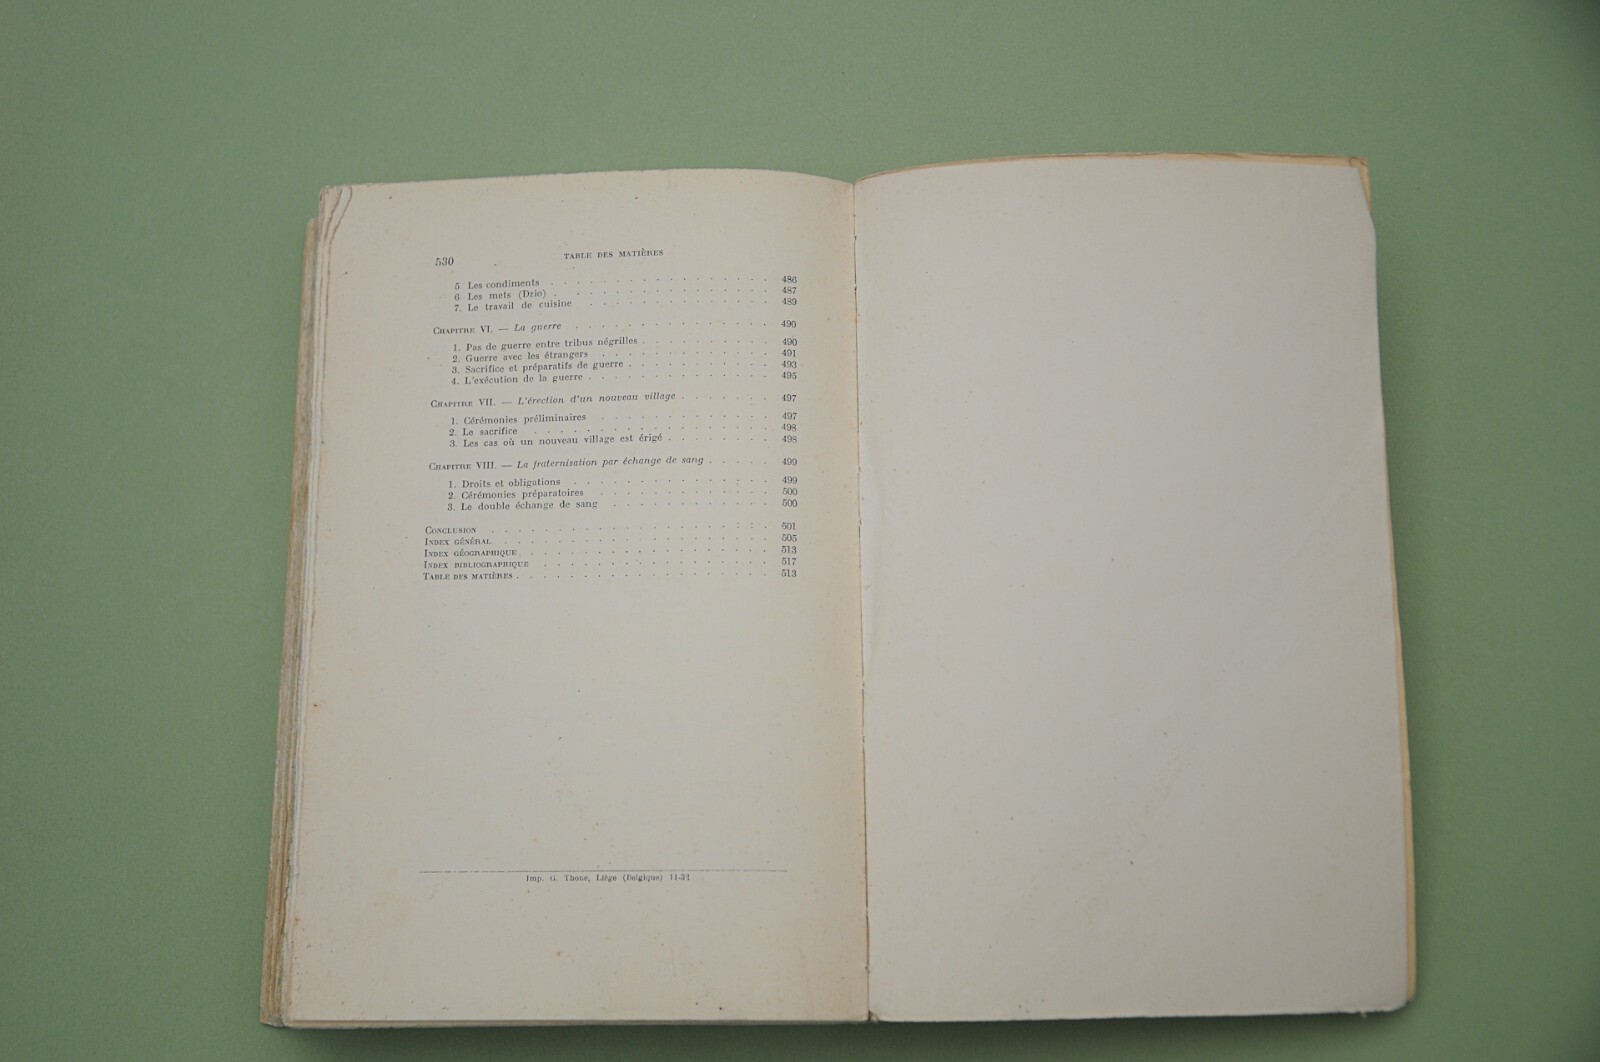 530 TABLE DES MATIÈRES
5 Les condiments . . . . . . . . . . . . . . . . . 486
6 Les mets (Dzio) . . . . . . . . . . . . . . . . 487
7. Le travail de cuisine . . . . . . . . . . . . . . 489
CHAPITRE VI. — La guerre . . . . . . . . . . . . . . . 490
1. Pas de guerre entre tribus négrilles . . . . . . . . . . 490
2. Guerre avec les étrangers . . . . . . . . . . . . . 491
3. Sacrifice et préparatifs de guerre . . . . . . . . . . . 493
4. L'exécution de la guerre . . . . . . . . . . . . . . 495
CHAPITRE VII. — L'érection d'un nouveau village . . . . . . . 497
1. Cérémonies préliminaires . . . . . . . . . . . . . 497
2. Le sacrifice . . . . . . . . . . . . . . . . . . 498
3. Les cas où un nouveau village est érigé . . . . . . . . 498
CHAPITRE VIII. — La fraternisation par échange de sang . . . . . 499
1. Droits et obligations . . . . . . . . . . . . . . . 499
2. Cérémonies préparatoires . . . . . . . . . . . . . 500
3. Le double échange de sang . . . . . . . . . . . . 500
CONCLUSION . . . . . . . . . . . . . . . . . . . . . 501
INDEX GÉNÉRAL . . . . . . . . . . . . . . . . . . . . 505
INDEX GÉOGRAPHIQUE . . . . . . . . . . . . . . . . . . . 513
INDEX BIBLIOGRAPHIQUE . . . . . . . . . . . . . . . . . . 517
TABLE DES MATIÈRES . . . . . . . . . . . . . . . . . . . 513
Imp. G. Thone, Liège (Belgique) 11-31